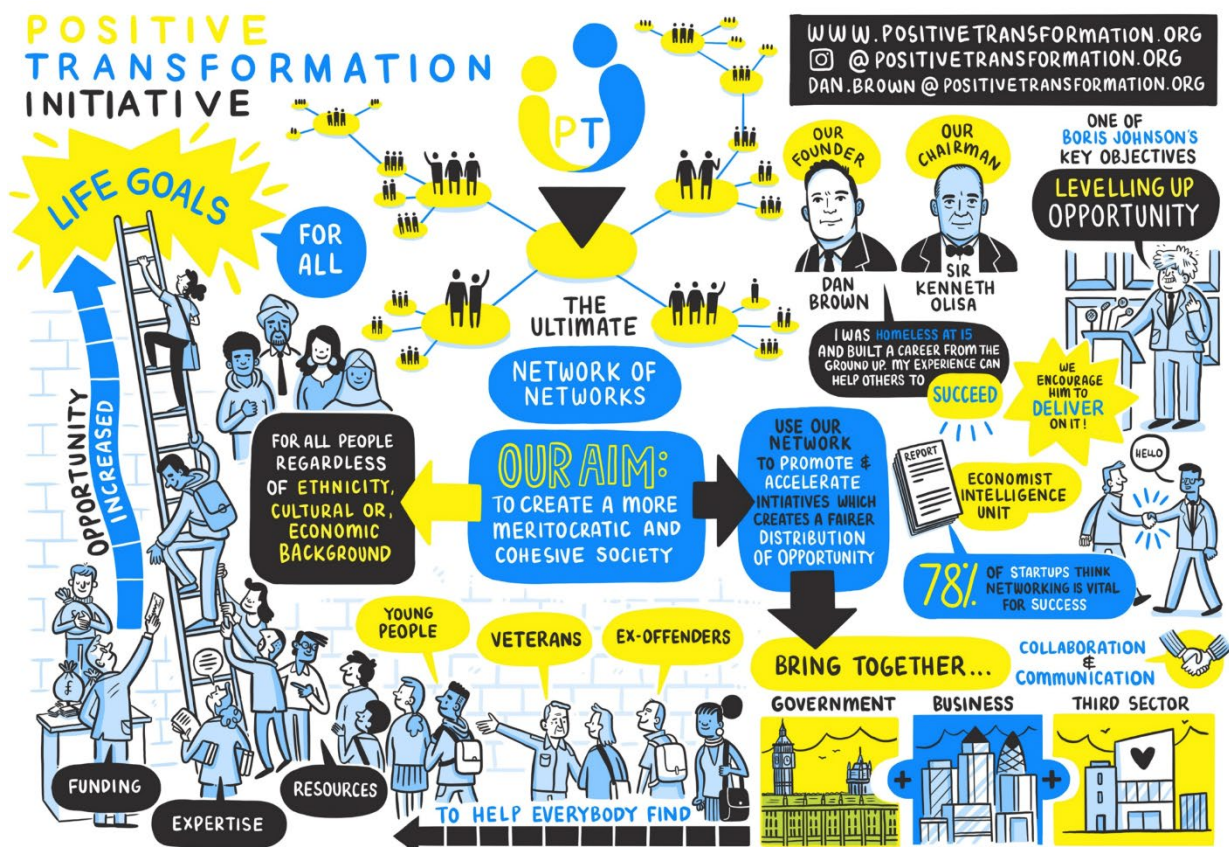 POSITIVE
TRANSFORMATION
INITIATIVE
PT
WWW.POSITIVETRANSFORMATION.ORG
@POSITIVETRANSFORMATION.ORG
DAN.BROWN@POSITIVETRANSFORMATION.ORG
LIFE GOALS
FOR
ALL
OPPORTUNITY
INCREASED
THE
ULTIMATE
NETWORK OF
NETWORKS
OUR
FOUNDER
DAN
BROWN
OUR
CHAIRMAN
SIR
KENNETH
OLISA
I WAS HOMELESS AT 15
AND BUILT A CAREER FROM THE
GROUND UP. MY EXPERIENCE CAN
HELP OTHERS TO
SUCCEED
ONE OF
BORIS JOHNSON'S
KEY OBJECTIVES
LEVELLING UP
OPPORTUNITY
WE
ENCOURAGE
HIM TO
DELIVER
ON IT!
FOR ALL PEOPLE
REGARDLESS
OF ETHNICITY,
CULTURAL OR,
ECONOMIC
BACKGROUND
OUR AIM:
TO CREATE A MORE
MERITOCRATIC AND
COHESIVE SOCIETY
USE OUR
NETWORK
TO PROMOTE &
ACCELERATE
INTIATIVES WHICH
CREATES A FAIRER
DISTRIBUTION
OF OPPORTUNITY
REPORT
ECONOMIST
INTELLIGENCE
UNIT
HELLO
78% OF STARTUPS THINK
NETWORKING IS VITAL
FOR SUCCESS
YOUNG
PEOPLE
VETERANS
EX-OFFENDERS
BRING TOGETHER...
COLLABORATION
&
COMMUNICATION
GOVERNMENT
BUSINESS
THIRD SECTOR
+
+
£
FUNDING
EXPERTISE
RESOURCES
TO HELP EVERYBODY FIND